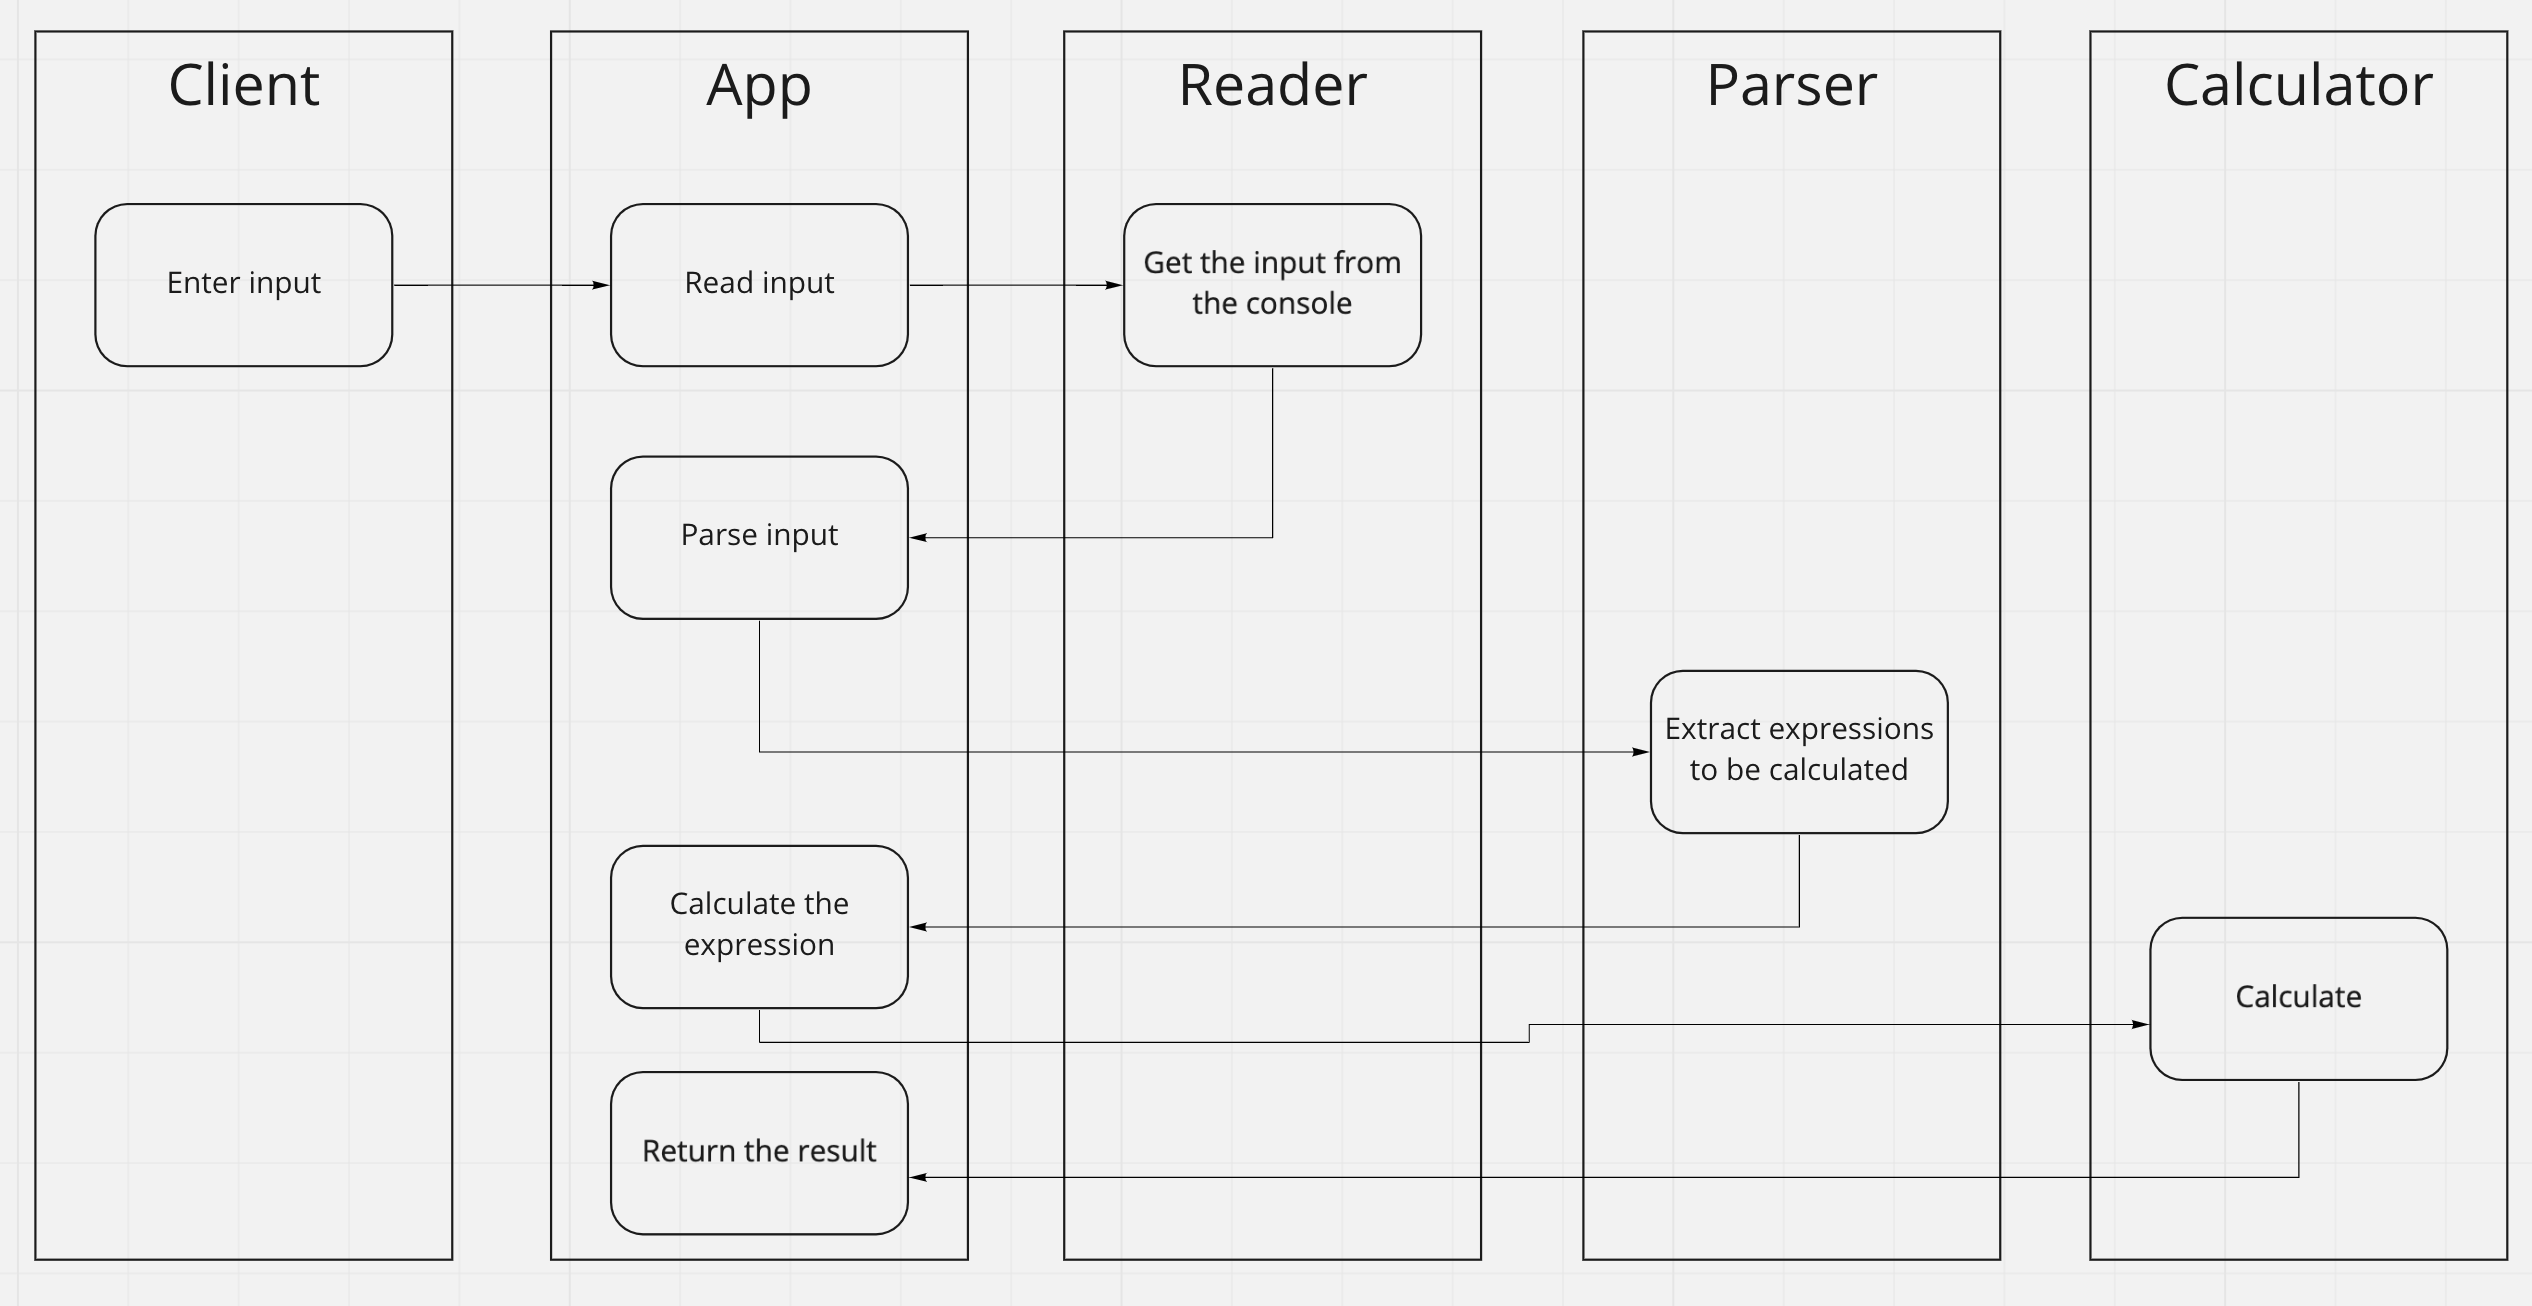 Client
App
Reader
Parser
Calculator
Enter input
Read input
Get the input from
the console
Parse input
Extract expressions
to be calculated
Calculate the
expression
Calculate
Return the result